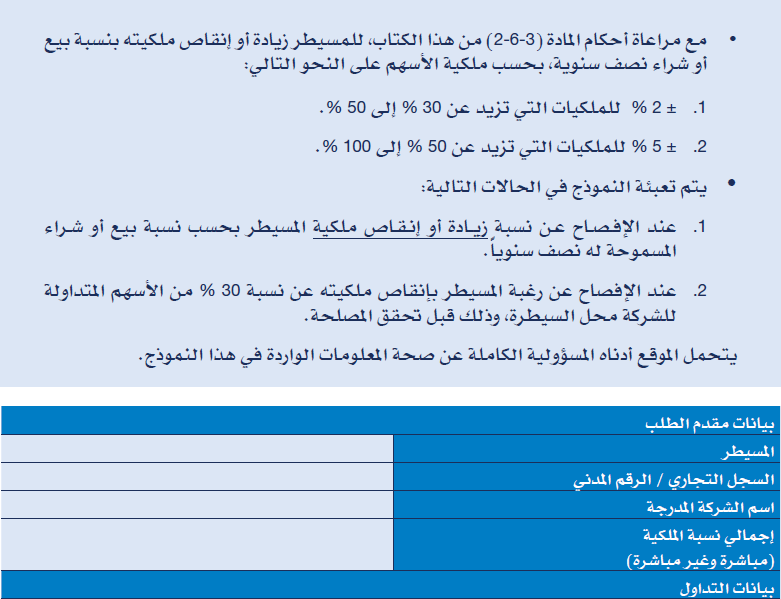 • مع مراعاة أحكام المادة (3-6-2) من هذا الكتاب، للمسيطر زيادة أو إنقاص ملكيته بنسبة بيع
أو شراء نصف سنوية، بحسب ملكية الأسهم على النحو التالي:
1. ± 2 % للملكيات التي تزيد عن 30 % إلى 50 %.
2. ± 5 % للملكيات التي تزيد عن 50 % إلى 100 %.
• يتم تعبئة النموذج في الحالات التالية:
1. عند الإفصاح عن نسبة زيادة أو إنقاص ملكية المسيطر بحسب نسبة بيع أو شراء
المسموحة له نصف سنوياً.
2. عند الإفصاح عن رغبة المسيطر بإنقاص ملكيته عن نسبة 30 % من الأسهم المتداولة
للشركة محل السيطرة، وذلك قبل تحقق المصلحة.
يتحمل الموقع أدناه المسؤولية الكاملة عن صحة المعلومات الواردة في هذا النموذج.
بيانات مقدم الطلب
المسيطر
السجل التجاري / الرقم المدني
اسم الشركة المدرجة
إجمالي نسبة الملكية
(مباشرة وغير مباشرة)
بيانات التداول